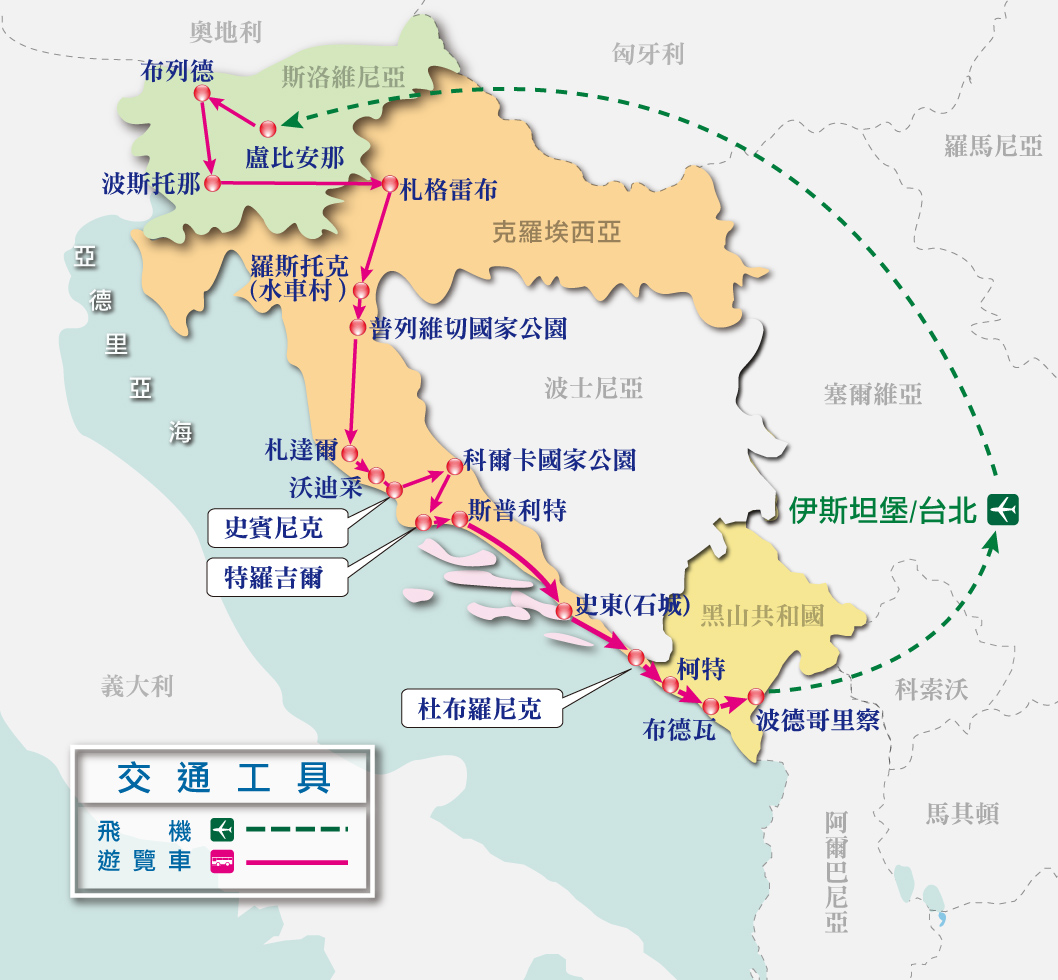 奧地利
匈牙利
布列德
斯洛維尼亞
羅馬尼亞
盧比安那
波斯托那
札格雷布
克羅埃西亞
亞德里亞海
羅斯托克
(水車村)
普列維切國家公園
波士尼亞
塞爾維亞
札達爾
科爾卡國家公園
沃迪采
史賓尼克
斯普利特
伊斯坦堡/台北
特羅吉爾
史東(石城)
黑山共和國
柯特
義大利
科索沃
杜布羅尼克
布德瓦
波德哥里察
交通工具
飛機
遊覽車
馬其頓
阿爾巴尼亞